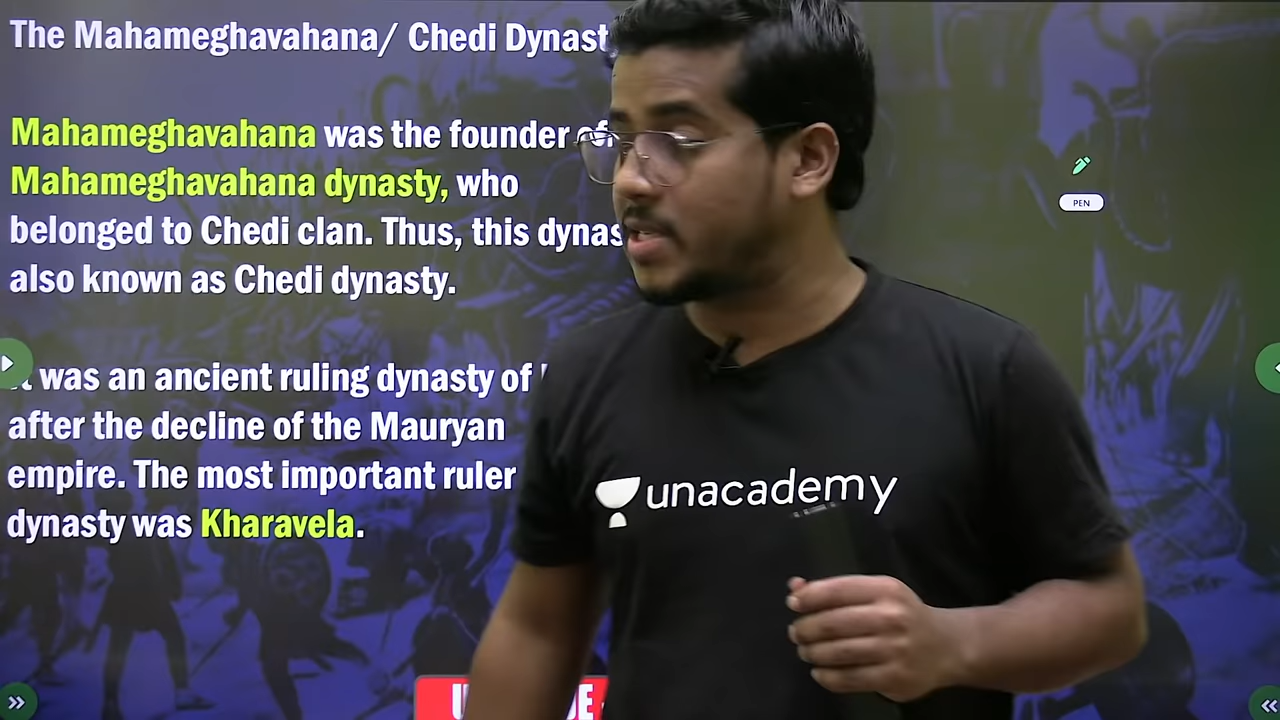 The Mahameghavahana/ Chedi Dynast
Mahameghavahana was the founder of
Mahameghavahana dynasty, who
belonged to Chedi clan. Thus, this dynas
also known as Chedi dynasty.
was an ancient ruling dynasty of
after the decline of the Mauryan
empire. The most important ruler
dynasty was Kharavela.
PEN
unacademy